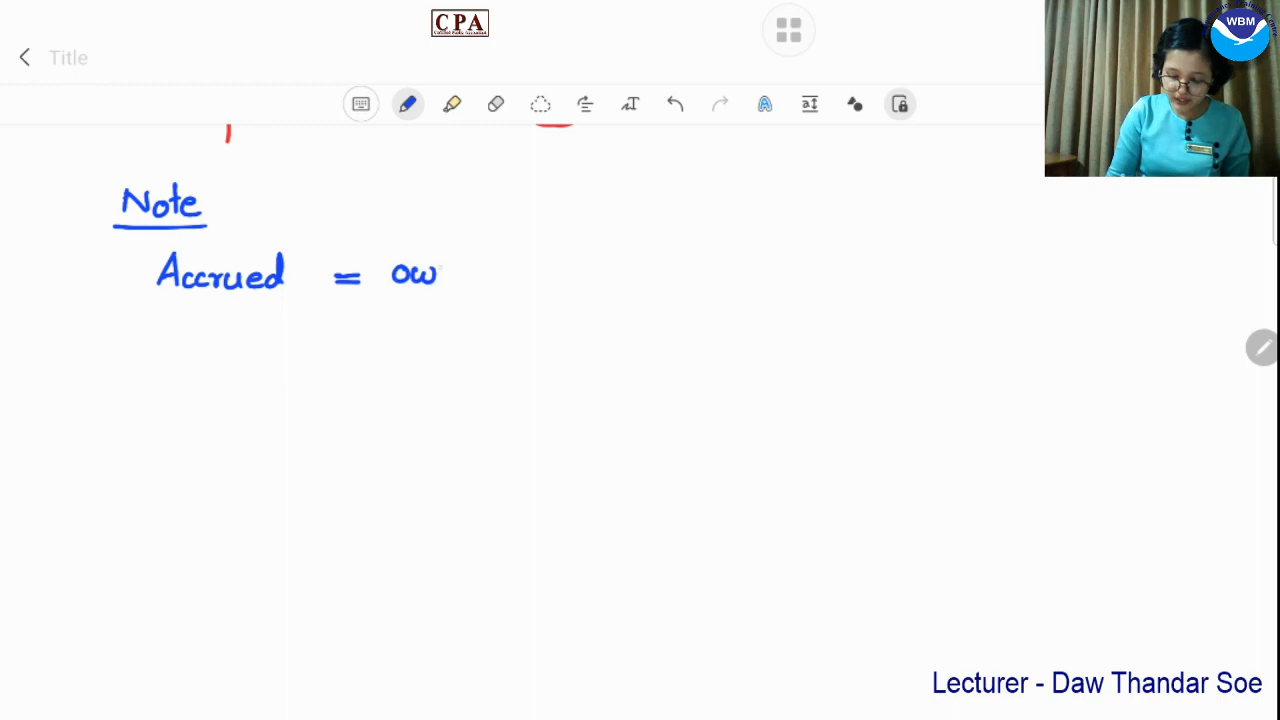 CPA
WBM
Title
Note
Accrued = ow
Lecturer - Daw Thandar Soe